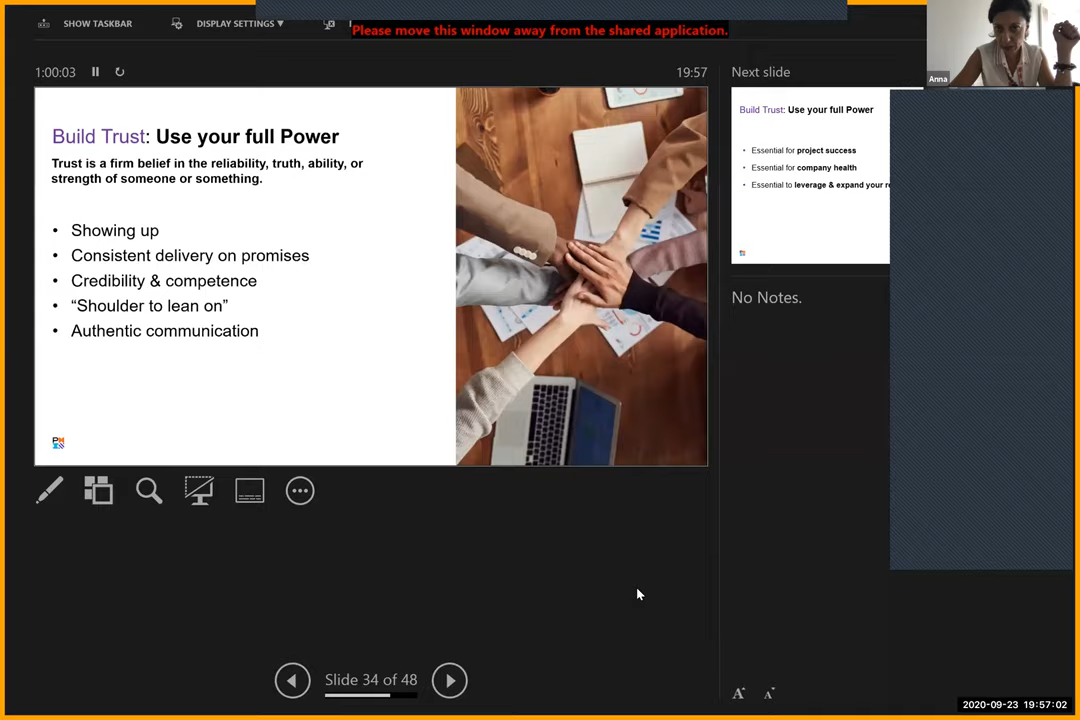 SHOW TASKBAR
DISPLAY SETTINGS ▼
Please move this window away from the shared application.
Anna
1:00:03
19:57
Next slide
Build Trust: Use your full Power
Trust is a firm belief in the reliability, truth, ability, or
strength of someone or something.
• Showing up
• Consistent delivery on promises
• Credibility & competence
• “Shoulder to lean on”
• Authentic communication
Build Trust: Use your full Power
• Essential for project success
• Essential for company health
• Essential to leverage & expand your
No Notes.
Slide 34 of 48
A A
2020-09-23 19:57:02